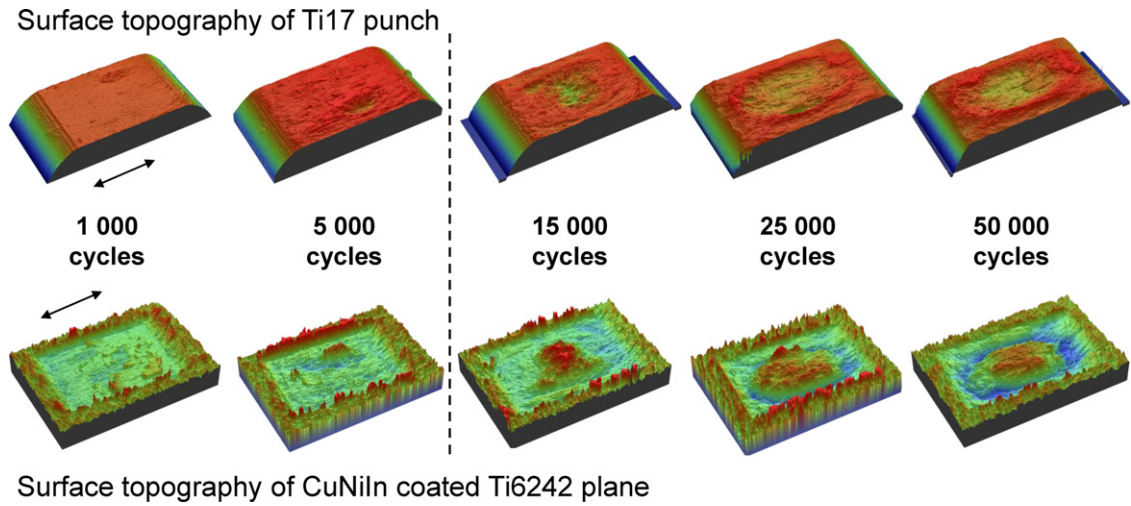 Surface topography of Ti17 punch
1 000 cycles
5 000 cycles
15 000 cycles
25 000 cycles
50 000 cycles
Surface topography of CuNiIn coated Ti6242 plane